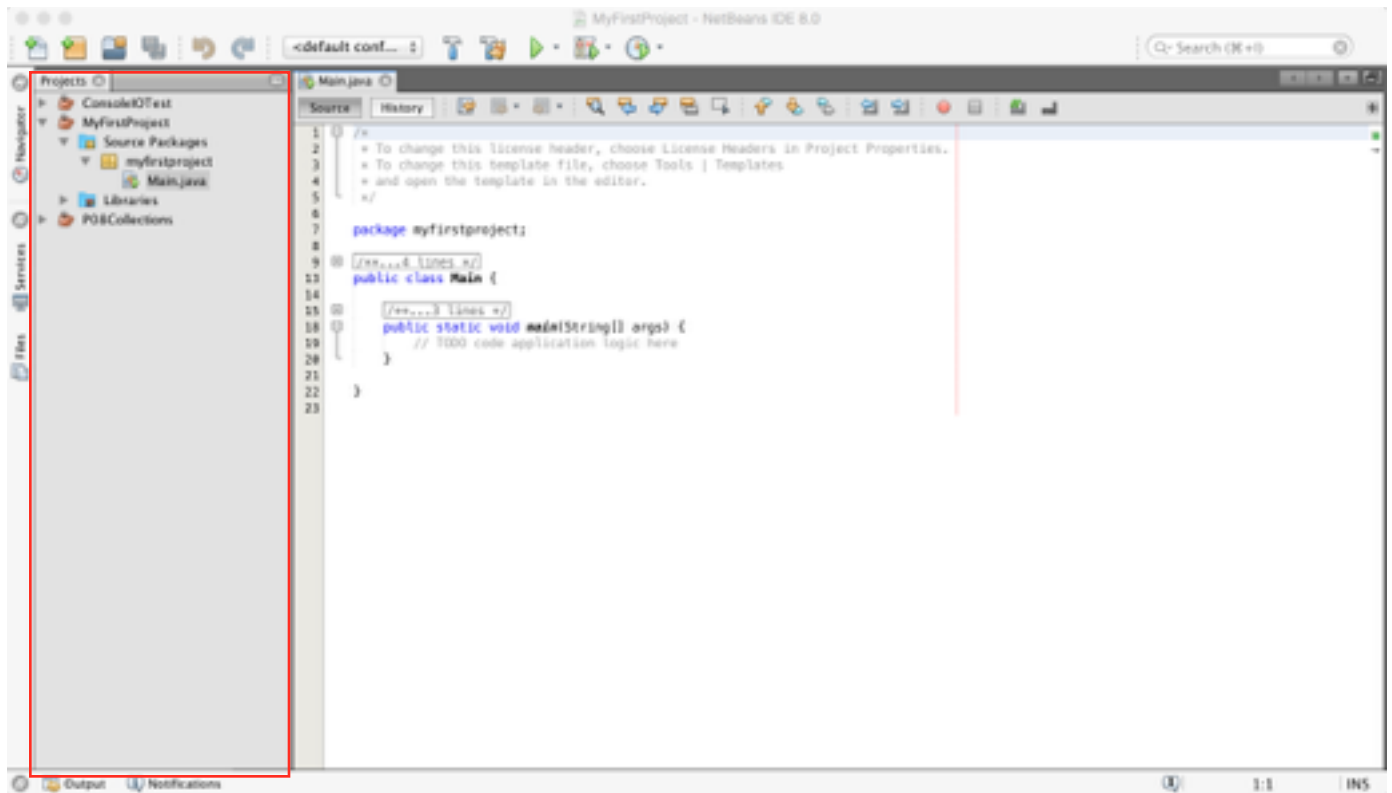 MyFirstProject - NetBeans IDE 8.0
<default conf...
Search (⌘+I)
Projects
Main.java
Navigator
Services
Files
ConsoleIOTest
MyFirstProject
Source Packages
myfirstproject
Main.java
Libraries
P08Collections
Source History
1 /*
2 * To change this license header, choose License Headers in Project Properties.
3 * To change this template file, choose Tools | Templates
4 * and open the template in the editor.
5 */
6
7 package myfirstproject;
8
9 /**...4 lines */
13 public class Main {
14
15 /**...3 lines */
18 public static void main(String[] args) {
19 // TODO code application logic here
20 }
21
22 }
23
Output Notifications
1:1 INS